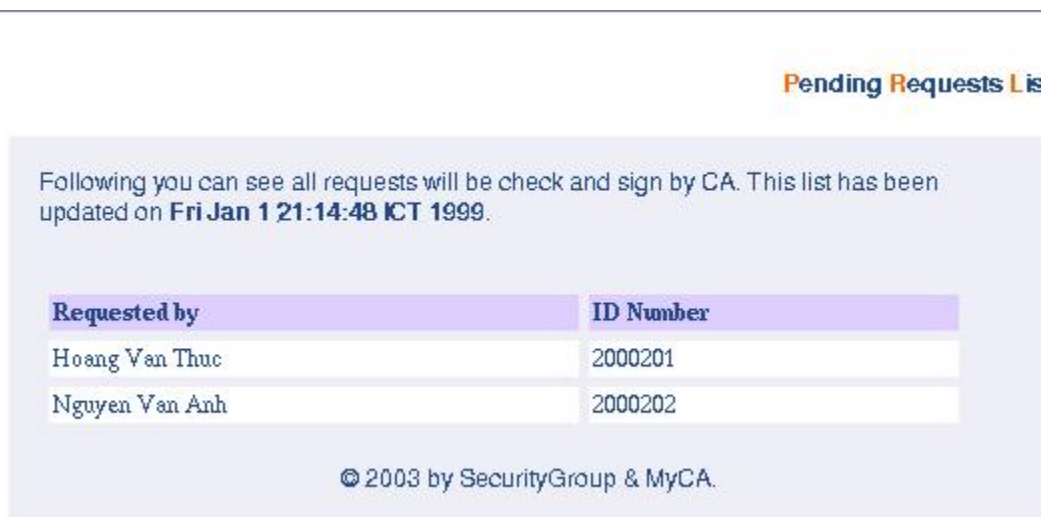 Pending Requests Lis
Following you can see all requests will be check and sign by CA. This list has been
updated on Fri Jan 1 21:14:48 ICT 1999.
Requested by ID Number
Hoang Van Thuc 2000201
Nguyen Van Anh 2000202
© 2003 by SecurityGroup & MyCA.